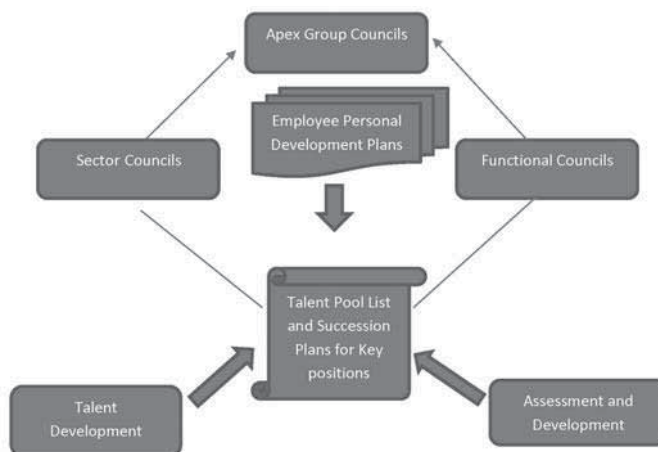 Apex Group Councils
Employee Personal
Development Plans
Sector Councils
Functional Councils
Talent Pool List
and Succession
Plans for Key
positions
Talent
Development
Assessment and
Development